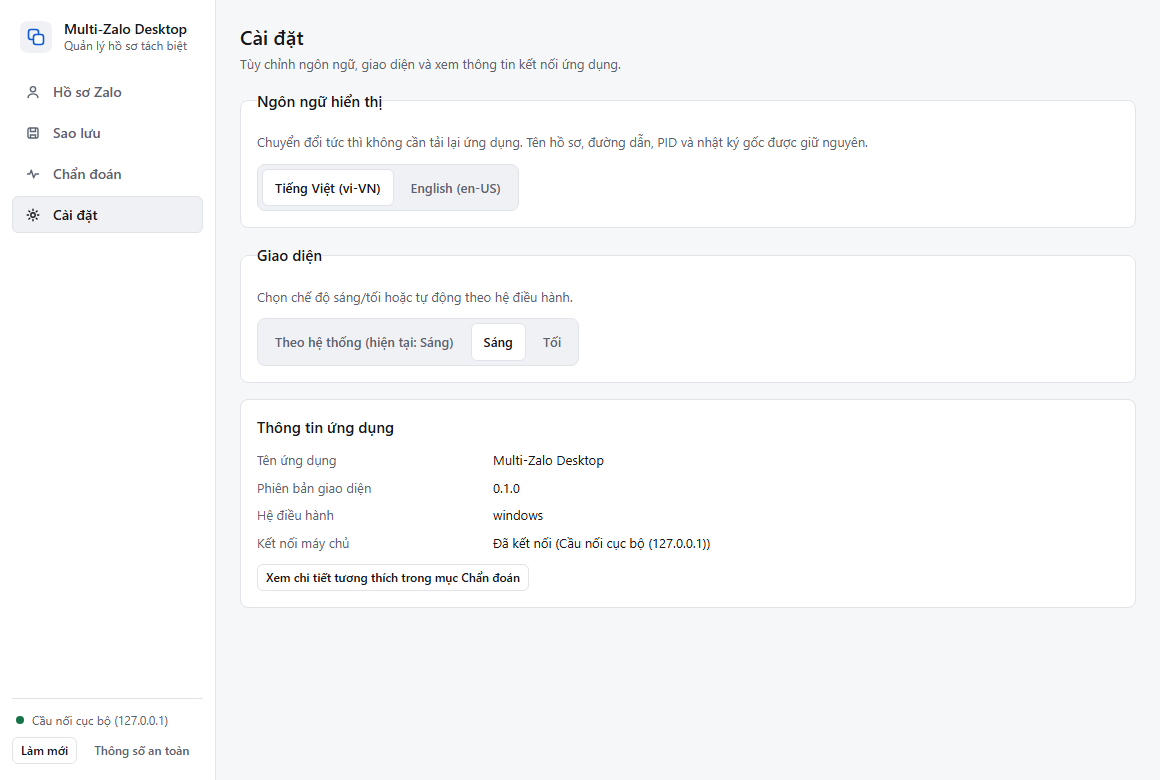 Multi-Zalo Desktop
Quản lý hồ sơ tách biệt
Hồ sơ Zalo
Sao lưu
Chẩn đoán
Cài đặt
Cầu nối cục bộ (127.0.0.1)
Làm mới
Thông số an toàn
Cài đặt
Tùy chỉnh ngôn ngữ, giao diện và xem thông tin kết nối ứng dụng.
Ngôn ngữ hiển thị
Chuyển đổi tức thì không cần tải lại ứng dụng. Tên hồ sơ, đường dẫn, PID và nhật ký gốc được giữ nguyên.
Tiếng Việt (vi-VN) English (en-US)
Giao diện
Chọn chế độ sáng/tối hoặc tự động theo hệ điều hành.
Theo hệ thống (hiện tại: Sáng) Sáng Tối
Thông tin ứng dụng
Tên ứng dụng Multi-Zalo Desktop
Phiên bản giao diện 0.1.0
Hệ điều hành windows
Kết nối máy chủ Đã kết nối (Cầu nối cục bộ (127.0.0.1))
Xem chi tiết tương thích trong mục Chẩn đoán